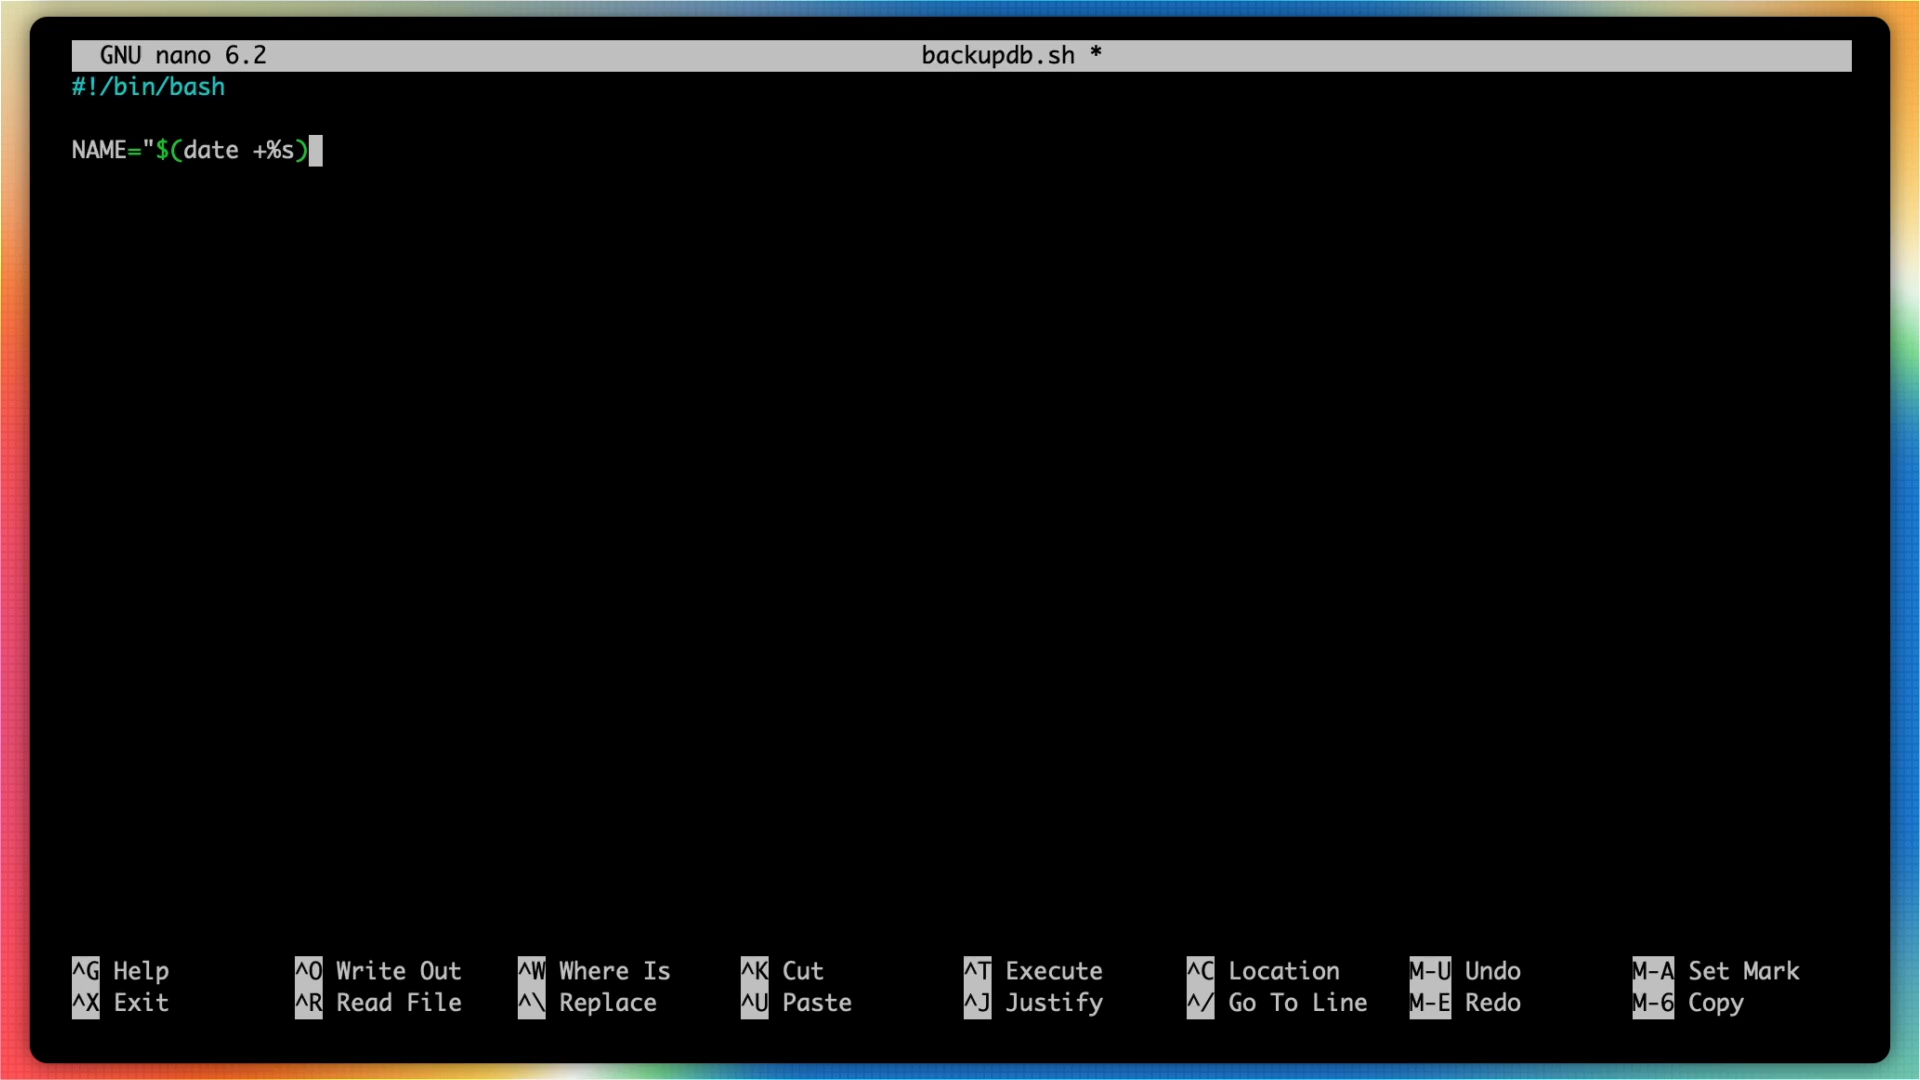 GNU nano 6.2 backupdb.sh *
#!/bin/bash
NAME="$(date +%s)
^G Help ^O Write Out ^W Where Is ^K Cut ^T Execute ^C Location M-U Undo M-A Set Mark
^X Exit ^R Read File ^\ Replace ^U Paste ^J Justify ^/ Go To Line M-E Redo M-6 Copy